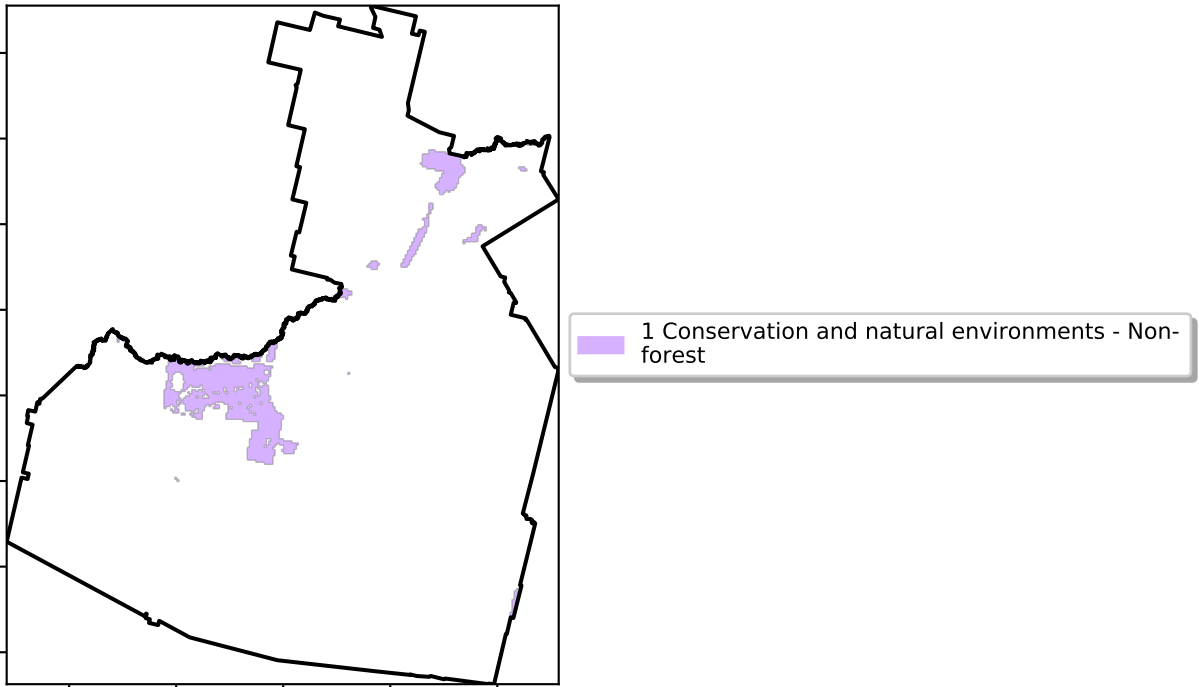 1 Conservation and natural environments - Non-
forest